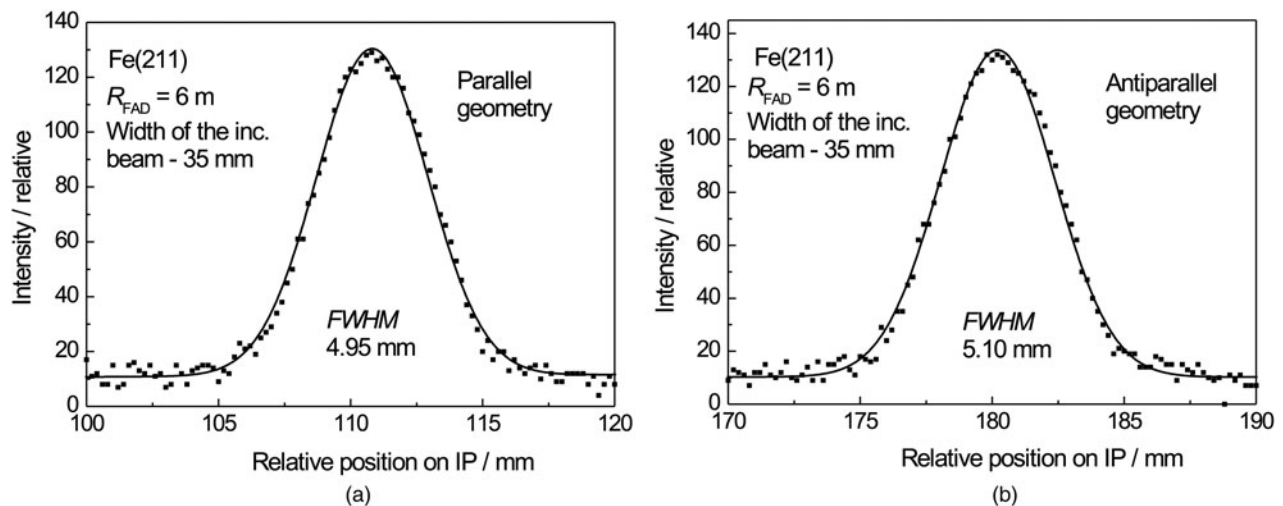 140
120
100
80
60
40
20
0
Intensity / relative
Fe(211)
R_FAD = 6 m
Width of the inc.
beam - 35 mm
Parallel
geometry
FWHM
4.95 mm
100 105 110 115 120
Relative position on IP / mm
(a)
140
120
100
80
60
40
20
0
Intensity / relative
Fe(211)
R_FAD = 6 m
Width of the inc.
beam - 35 mm
Antiparallel
geometry
FWHM
5.10 mm
170 175 180 185 190
Relative position on IP / mm
(b)